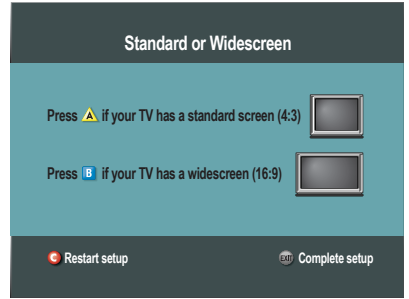 Standard or Widescreen
Press A if your TV has a standard screen (4:3)
Press B if your TV has a widescreen (16:9)
C Restart setup
EXIT Complete setup